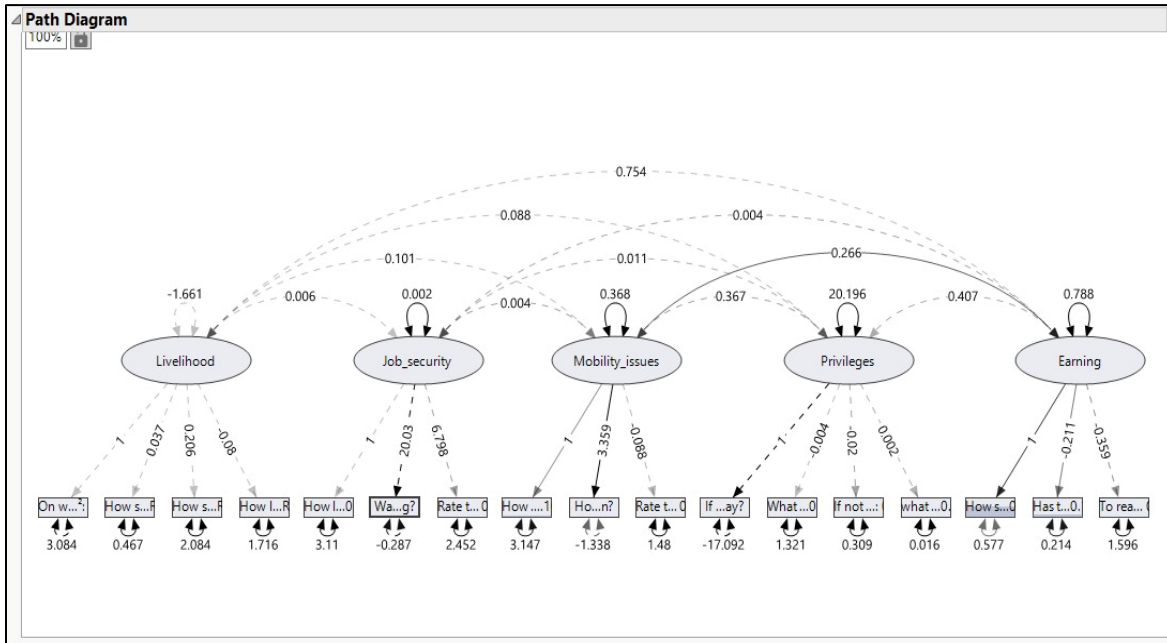 Path Diagram
100%
0.754
0.088
0.004
0.101
0.011
0.266
-1.661
0.006
0.002
0.004
0.368
0.367
20.196
0.407
0.788
Livelihood
Job_security
Mobility_issues
Privileges
Earning
1
0.037
0.206
-0.08
1
20.03
6.798
1
3.359
-0.088
1
0.004
-0.02
0.002
1
-0.211
-0.359
On w...²:
How s...R
How s...R
How l...R
How l...0
Wa...g?
Rate t... 0
How ....1
Ho...n?
Rate t... 0
If ...ay?
What ...0
If not ...: (
what ...0.
How s...0
Has t...0.
To rea... (
3.084
0.467
2.084
1.716
3.11
-0.287
2.452
3.147
-1.338
1.48
-17.092
1.321
0.309
0.016
0.577
0.214
1.596